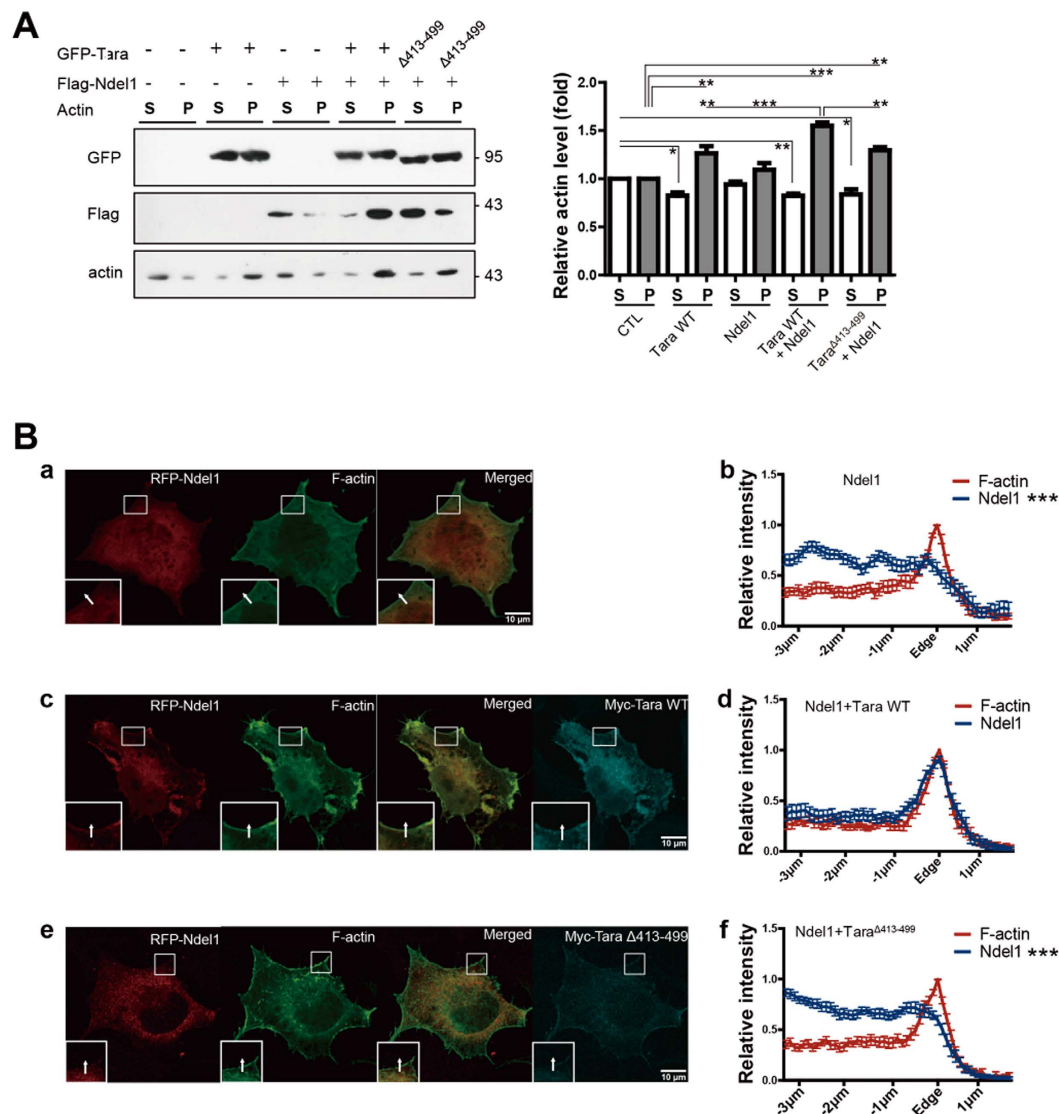 A
GFP-Tara - - + + - - + + Δ413-499 Δ413-499
Flag-Ndel1 - - - - + + + + + +
Actin S P S P S P S P S P
GFP - 95
Flag - 43
actin - 43
Relative actin level (fold)
2.0
1.5
1.0
0.5
0.0
**
***
**
** *** **
*
**
*
S P S P S P S P S P
CTL
Tara WT
Ndel1
Tara WT
+ Ndel1
TaraΔ413-499
+ Ndel1
B
a
RFP-Ndel1 F-actin Merged
10 µm
b
Ndel1
F-actin
Ndel1 ***
Relative intensity
1.5
1.0
0.5
0.0
-3µm -2µm -1µm Edge 1µm
c
RFP-Ndel1 F-actin Merged Myc-Tara WT
10 µm
d
Ndel1+Tara WT
F-actin
Ndel1
Relative intensity
1.5
1.0
0.5
0.0
-3µm -2µm -1µm Edge 1µm
e
RFP-Ndel1 F-actin Merged Myc-Tara Δ413-499
10 µm
f
Ndel1+TaraΔ413-499
F-actin
Ndel1 ***
Relative intensity
1.5
1.0
0.5
0.0
-3µm -2µm -1µm Edge 1µm